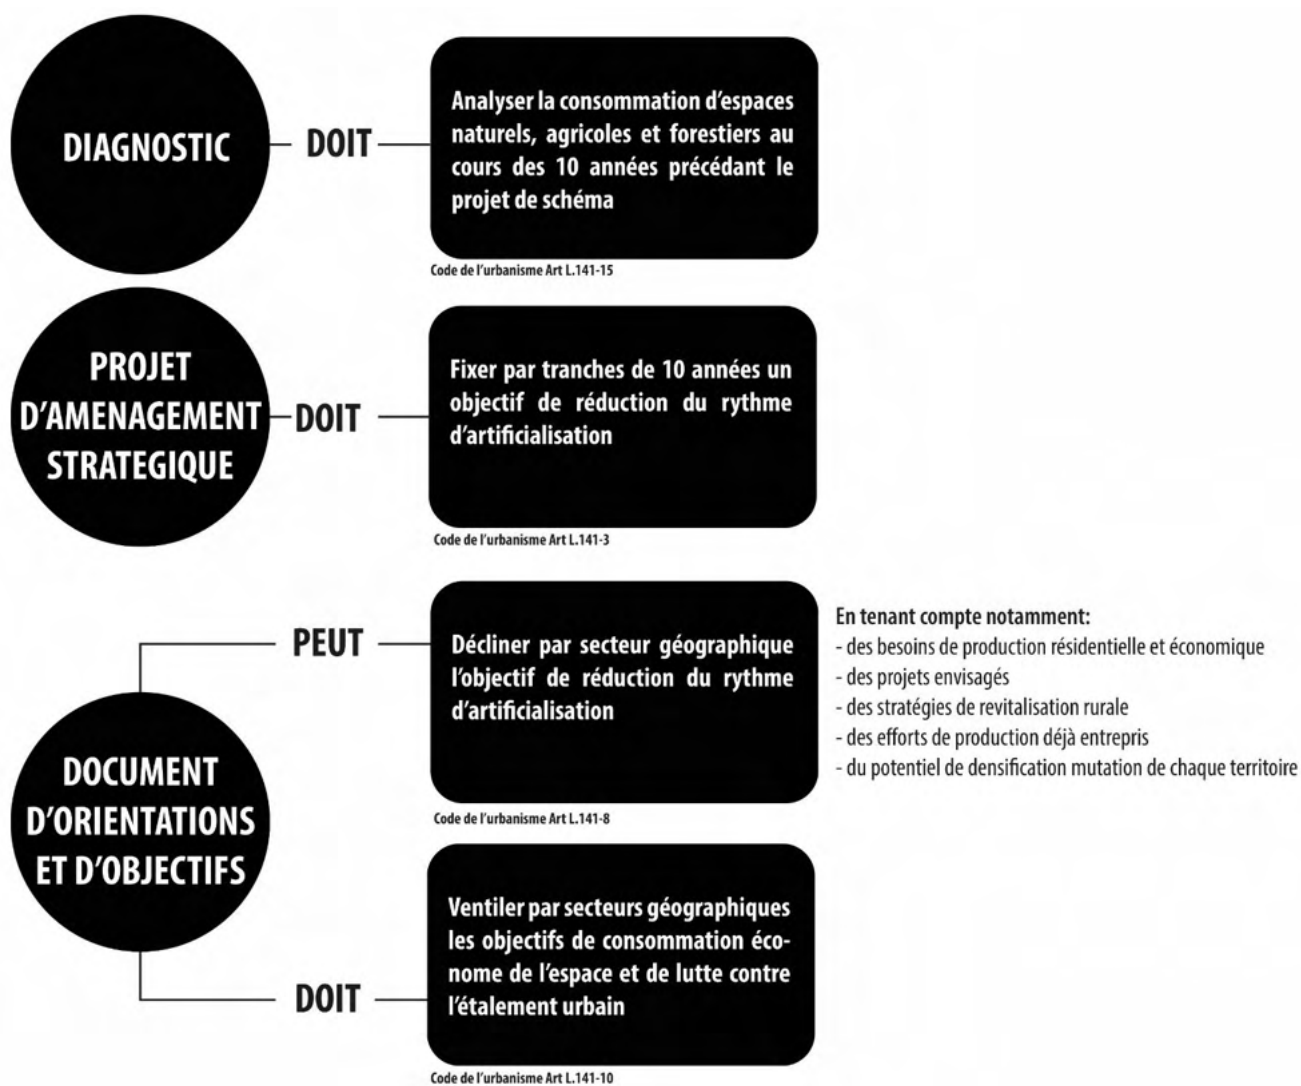 DIAGNOSTIC
DOIT
Analyser la consommation d’espaces
naturels, agricoles et forestiers au
cours des 10 années précédant le
projet de schéma
Code de l’urbanisme Art L.141-15
PROJET
D’AMENAGEMENT
STRATEGIQUE
DOIT
Fixer par tranches de 10 années un
objectif de réduction du rythme
d’artificialisation
Code de l’urbanisme Art L.141-3
DOCUMENT
D’ORIENTATIONS
ET D’OBJECTIFS
PEUT
Décliner par secteur géographique
l’objectif de réduction du rythme
d’artificialisation
Code de l’urbanisme Art L.141-8
En tenant compte notamment:
- des besoins de production résidentielle et économique
- des projets envisagés
- des stratégies de revitalisation rurale
- des efforts de production déjà entrepris
- du potentiel de densification mutation de chaque territoire
DOIT
Ventiler par secteurs géographiques
les objectifs de consommation éco-
nome de l’espace et de lutte contre
l’étalement urbain
Code de l’urbanisme Art L.141-10